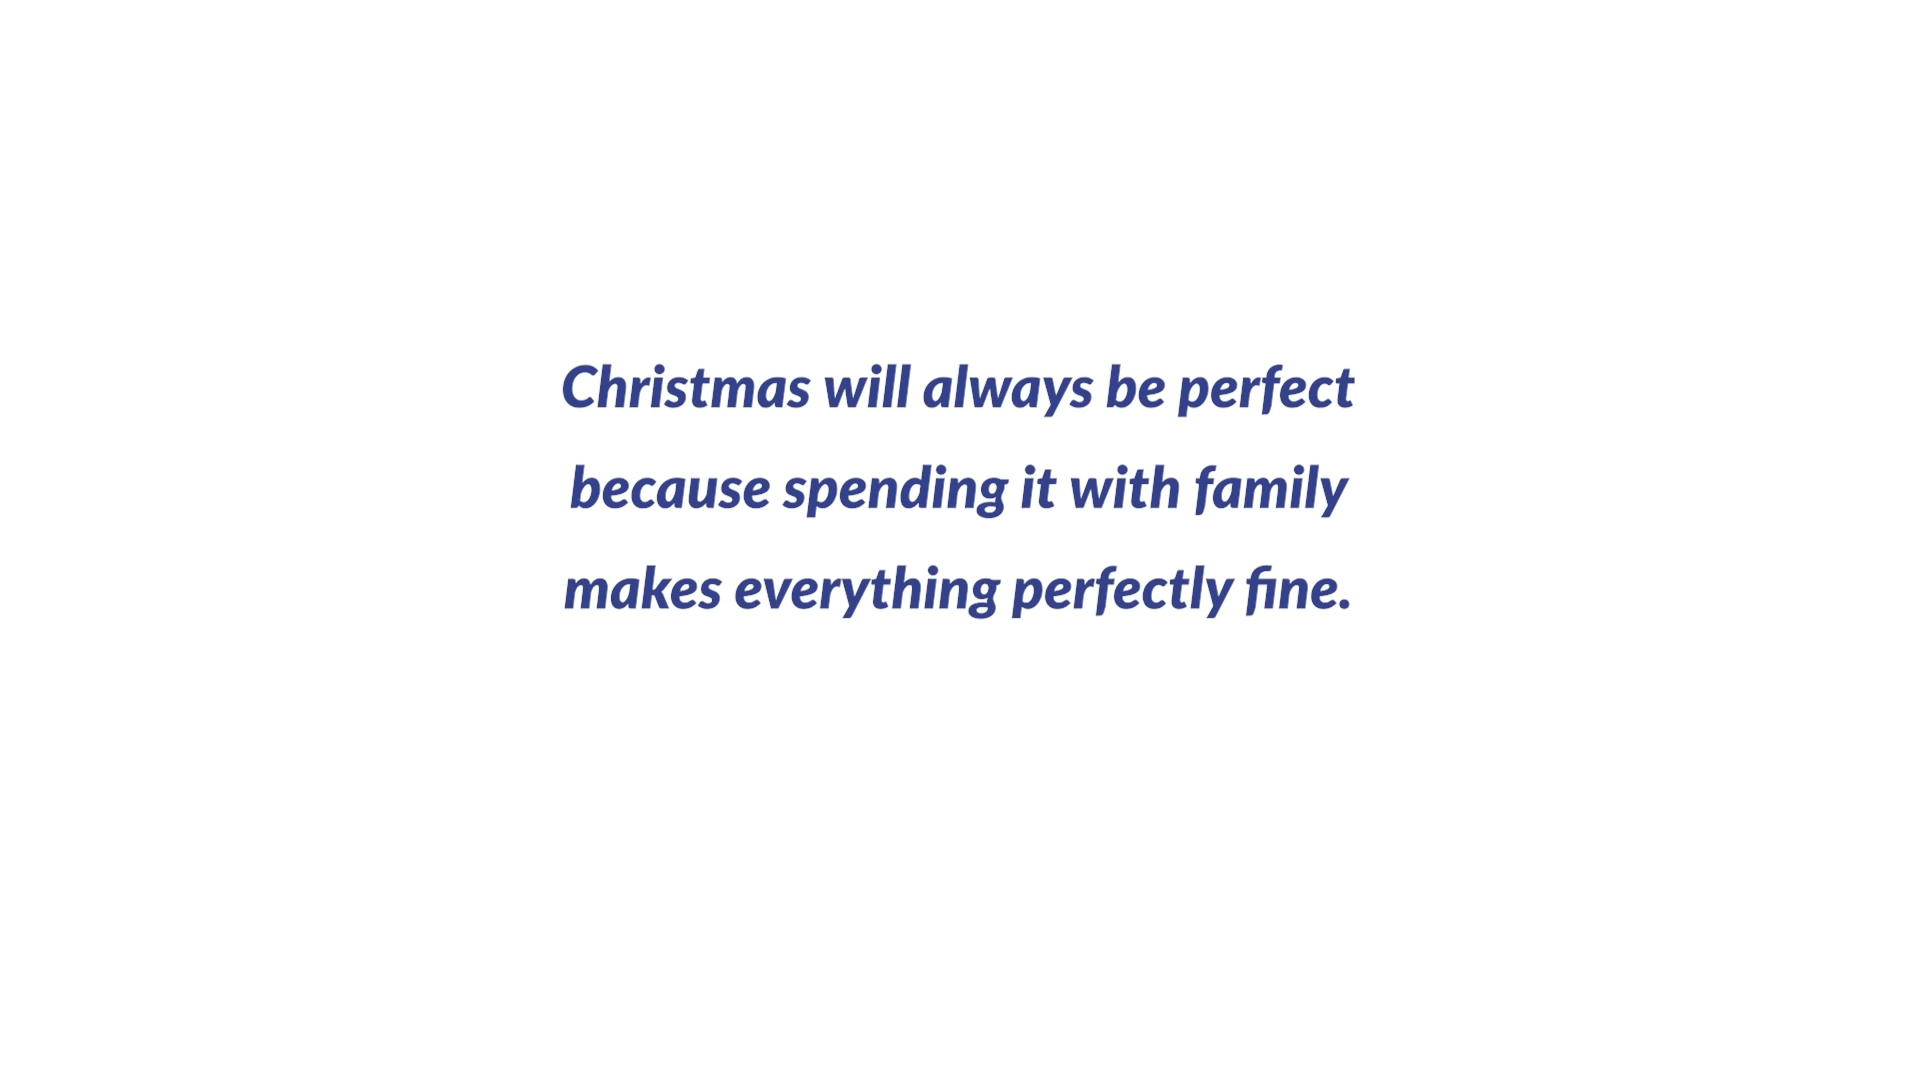 Christmas will always be perfect
because spending it with family
makes everything perfectly fine.